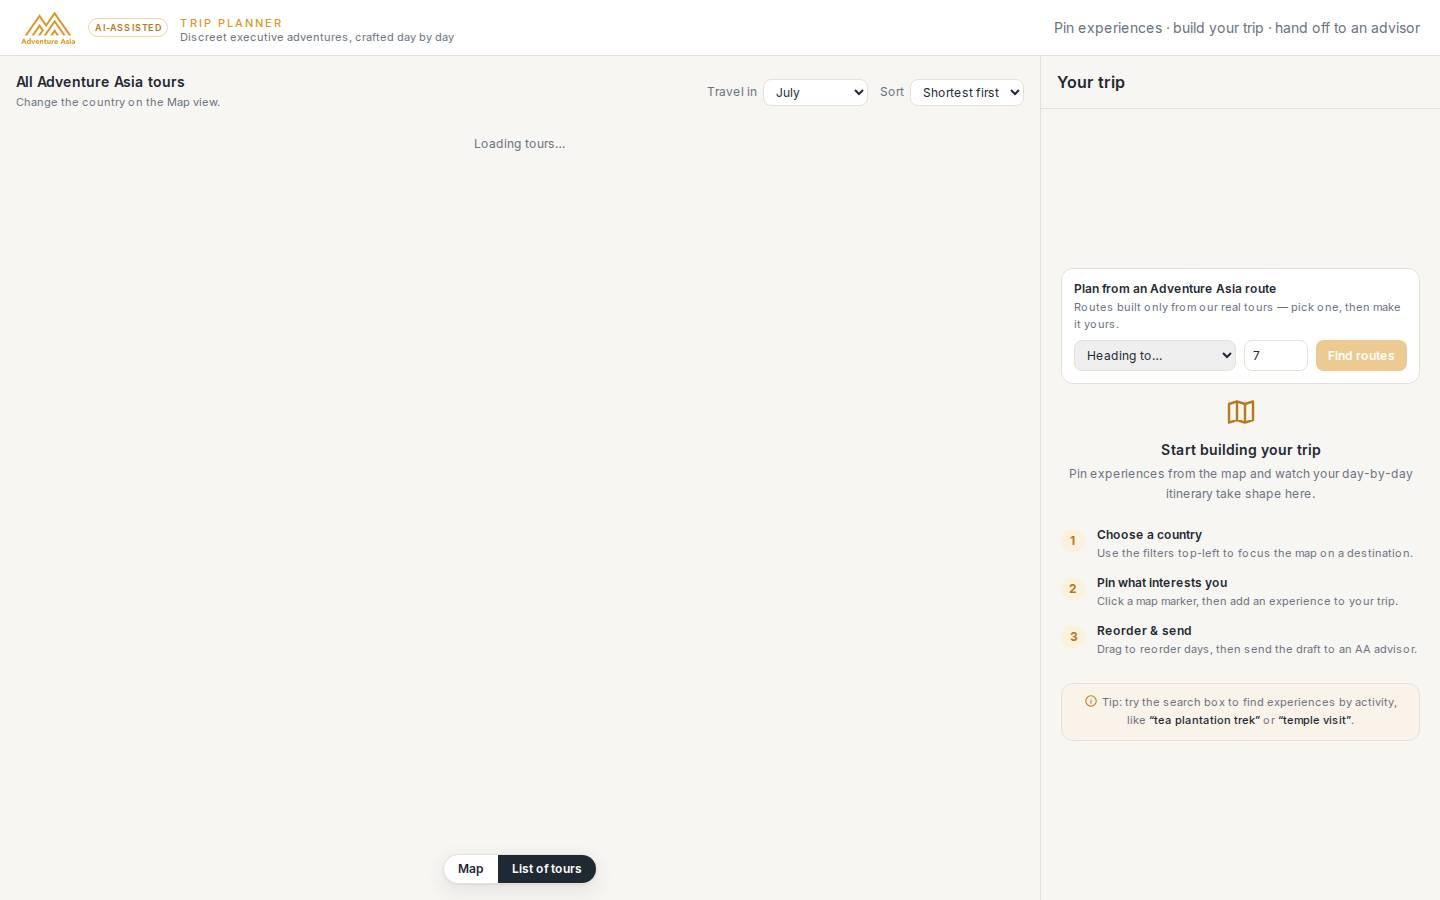 Adventure Asia
AI-ASSISTED
TRIP PLANNER
Discreet executive adventures, crafted day by day
Pin experiences · build your trip · hand off to an advisor
All Adventure Asia tours
Change the country on the Map view.
Travel in
July
Sort
Shortest first
Loading tours...
Map
List of tours
Your trip
Plan from an Adventure Asia route
Routes built only from our real tours — pick one, then make
it yours.
Heading to...
7
Find routes
Start building your trip
Pin experiences from the map and watch your day-by-day
itinerary take shape here.
1
Choose a country
Use the filters top-left to focus the map on a destination.
2
Pin what interests you
Click a map marker, then add an experience to your trip.
3
Reorder & send
Drag to reorder days, then send the draft to an AA advisor.
Tip: try the search box to find experiences by activity,
like “tea plantation trek” or “temple visit”.